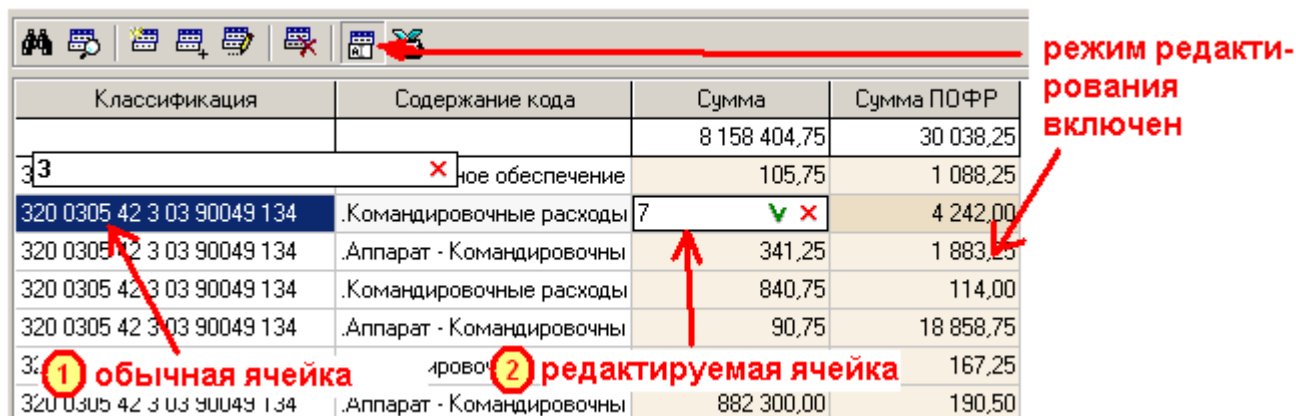 режим редакти-
рования
включен
Классификация Содержание кода Сумма Сумма ПОФР
8 158 404,75 30 038,25
3 3 ное обеспечение 105,75 1 088,25
320 0305 42 3 03 90049 134 .Командировочные расходы 7 4 242,00
320 0305 42 3 03 90049 134 .Аппарат - Командировочны 341,25 1 883,25
320 0305 42 3 03 90049 134 .Командировочные расходы 840,75 114,00
320 0305 42 3 03 90049 134 .Аппарат - Командировочны 90,75 18 858,75
32 167,25
1 обычная ячейка 2 редактируемая ячейка
320 0305 42 3 03 90049 134 .Аппарат - Командировочны 882 300,00 190,50